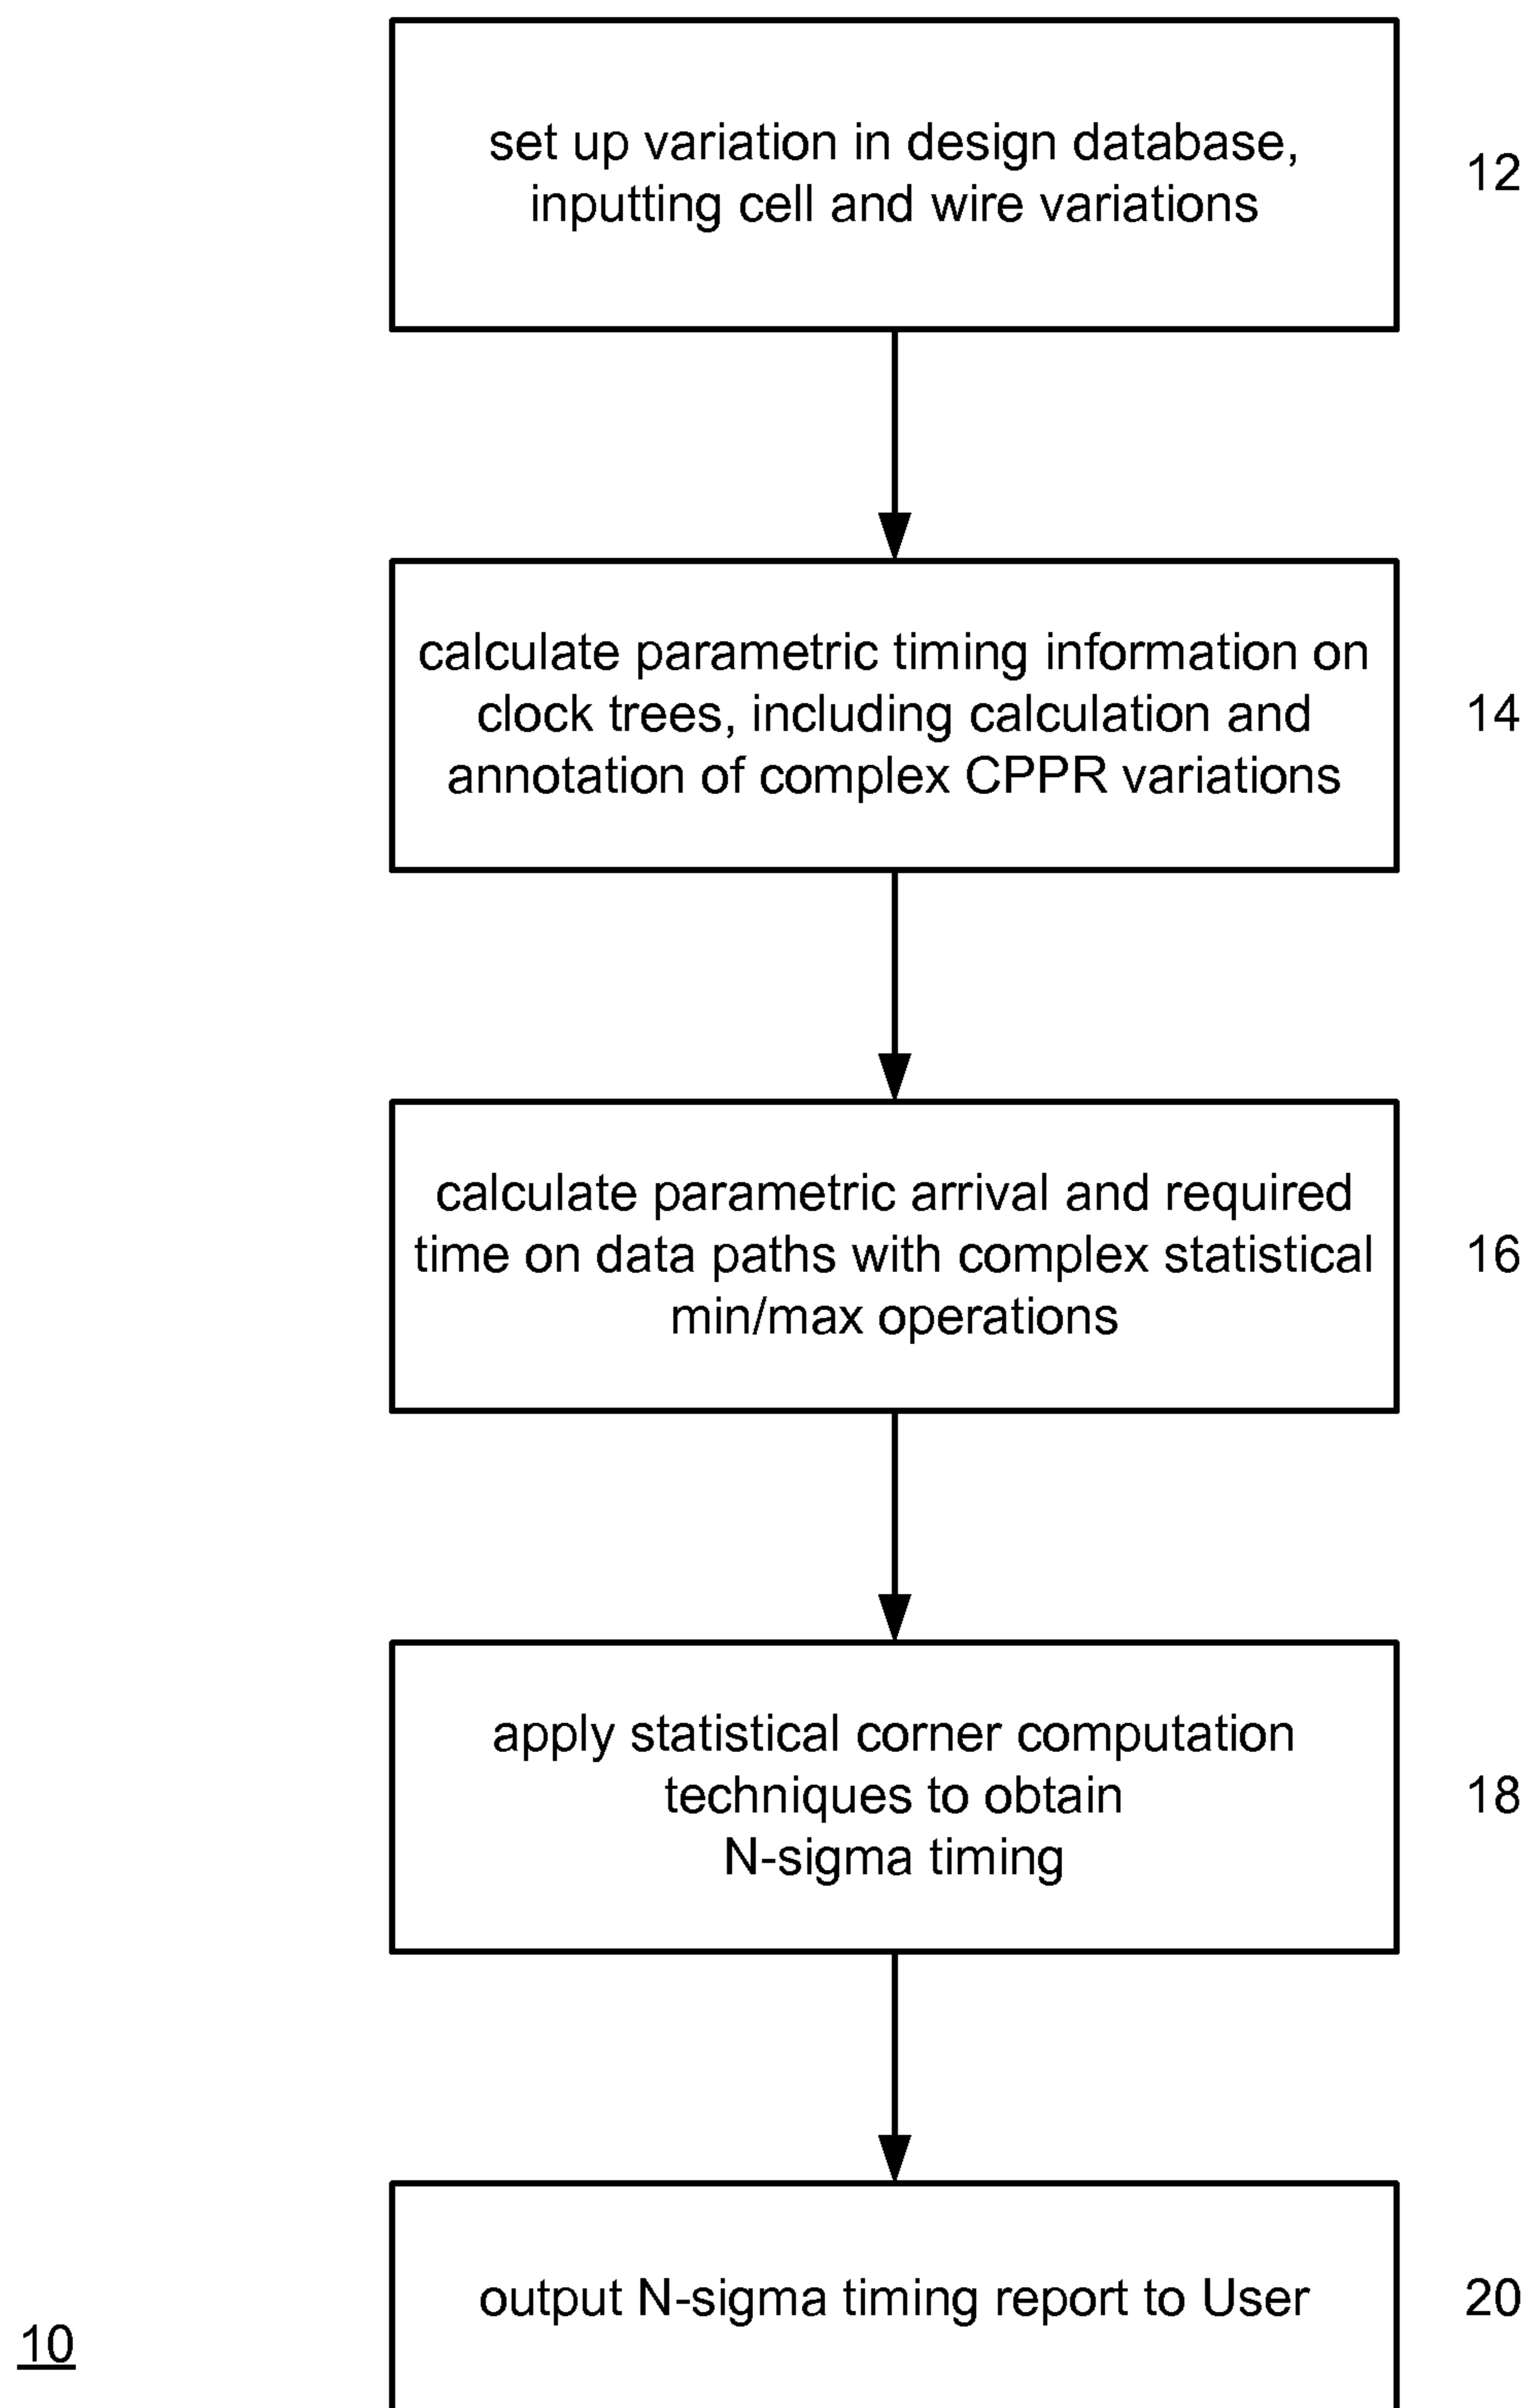 set up variation in design database,
inputting cell and wire variations
12
calculate parametric timing information on
clock trees, including calculation and
annotation of complex CPPR variations
14
calculate parametric arrival and required
time on data paths with complex statistical
min/max operations
16
apply statistical corner computation
techniques to obtain
N-sigma timing
18
output N-sigma timing report to User
20
10